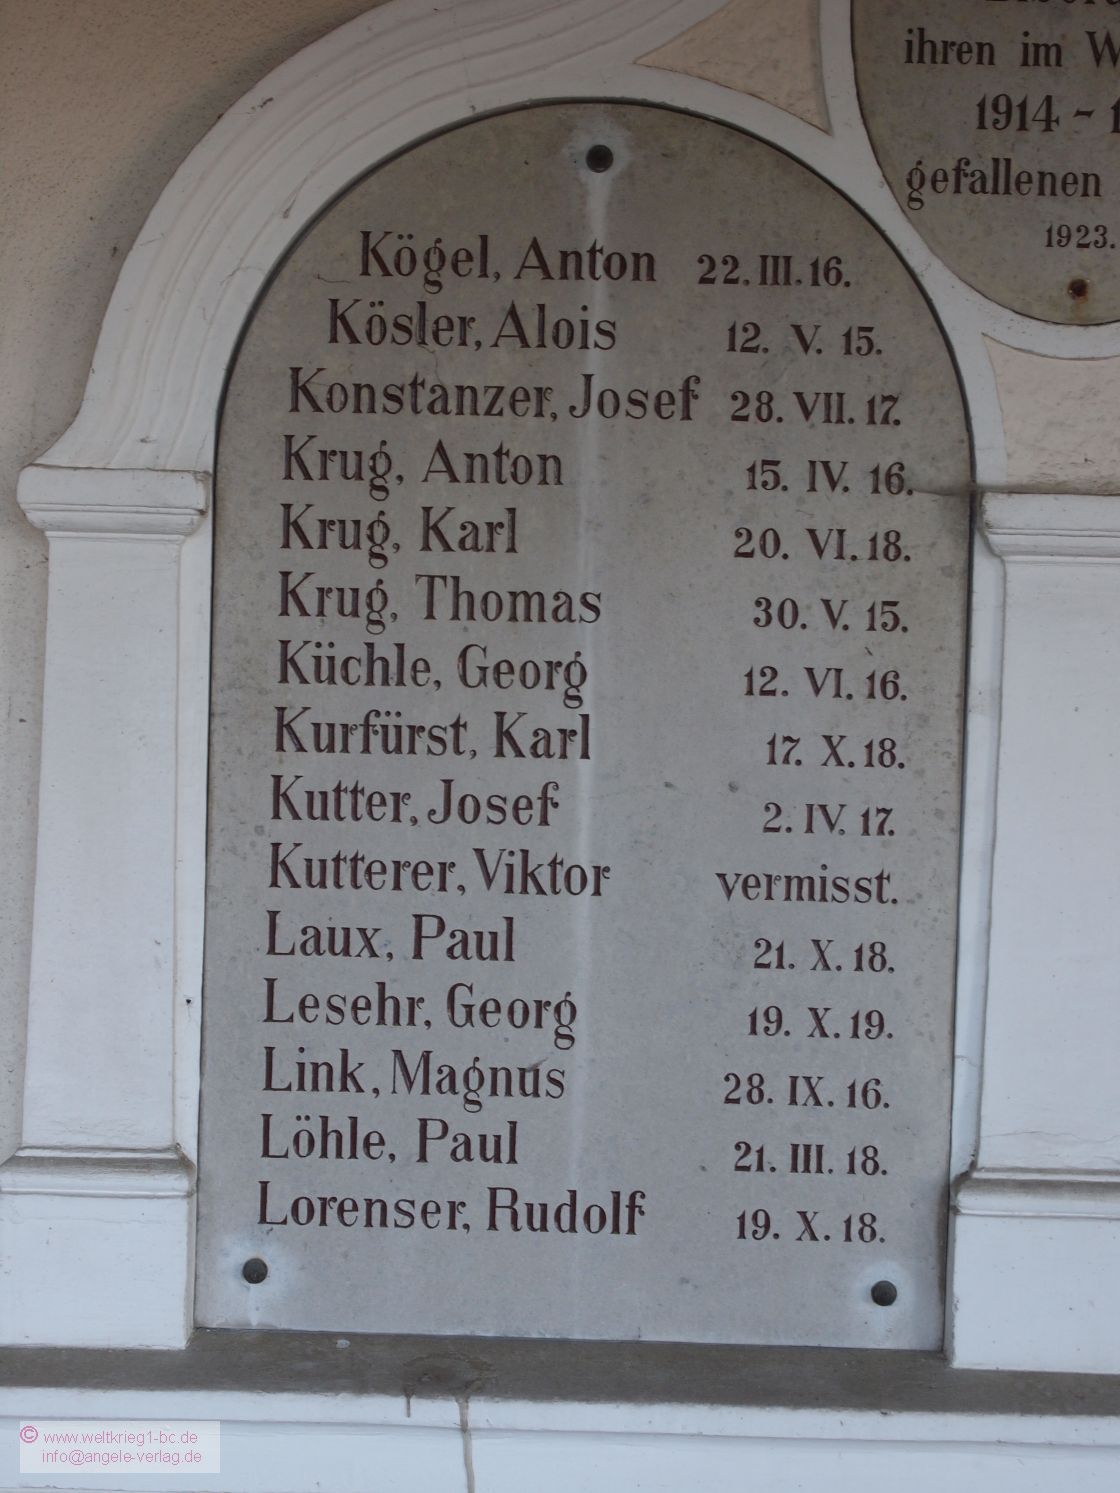 ihren im
1914 -
gefallenen
1923.
Kögel, Anton 22. III. 16.
Kösler, Alois 12. V. 15.
Konstanzer, Josef 28. VII. 17.
Krug, Anton 15. IV. 16.
Krug, Karl 20. VI. 18.
Krug, Thomas 30. V. 15.
Küchle, Georg 12. VI. 16.
Kurfürst, Karl 17. X. 18.
Kutter, Josef 2. IV. 17.
Kutterer, Viktor vermisst.
Laux, Paul 21. X. 18.
Lesehr, Georg 19. X. 19.
Link, Magnus 28. IX. 16.
Löhle, Paul 21. III. 18.
Lorenser, Rudolf 19. X. 18.
© www.weltkrieg1-bc.de
info@angele-verlag.de